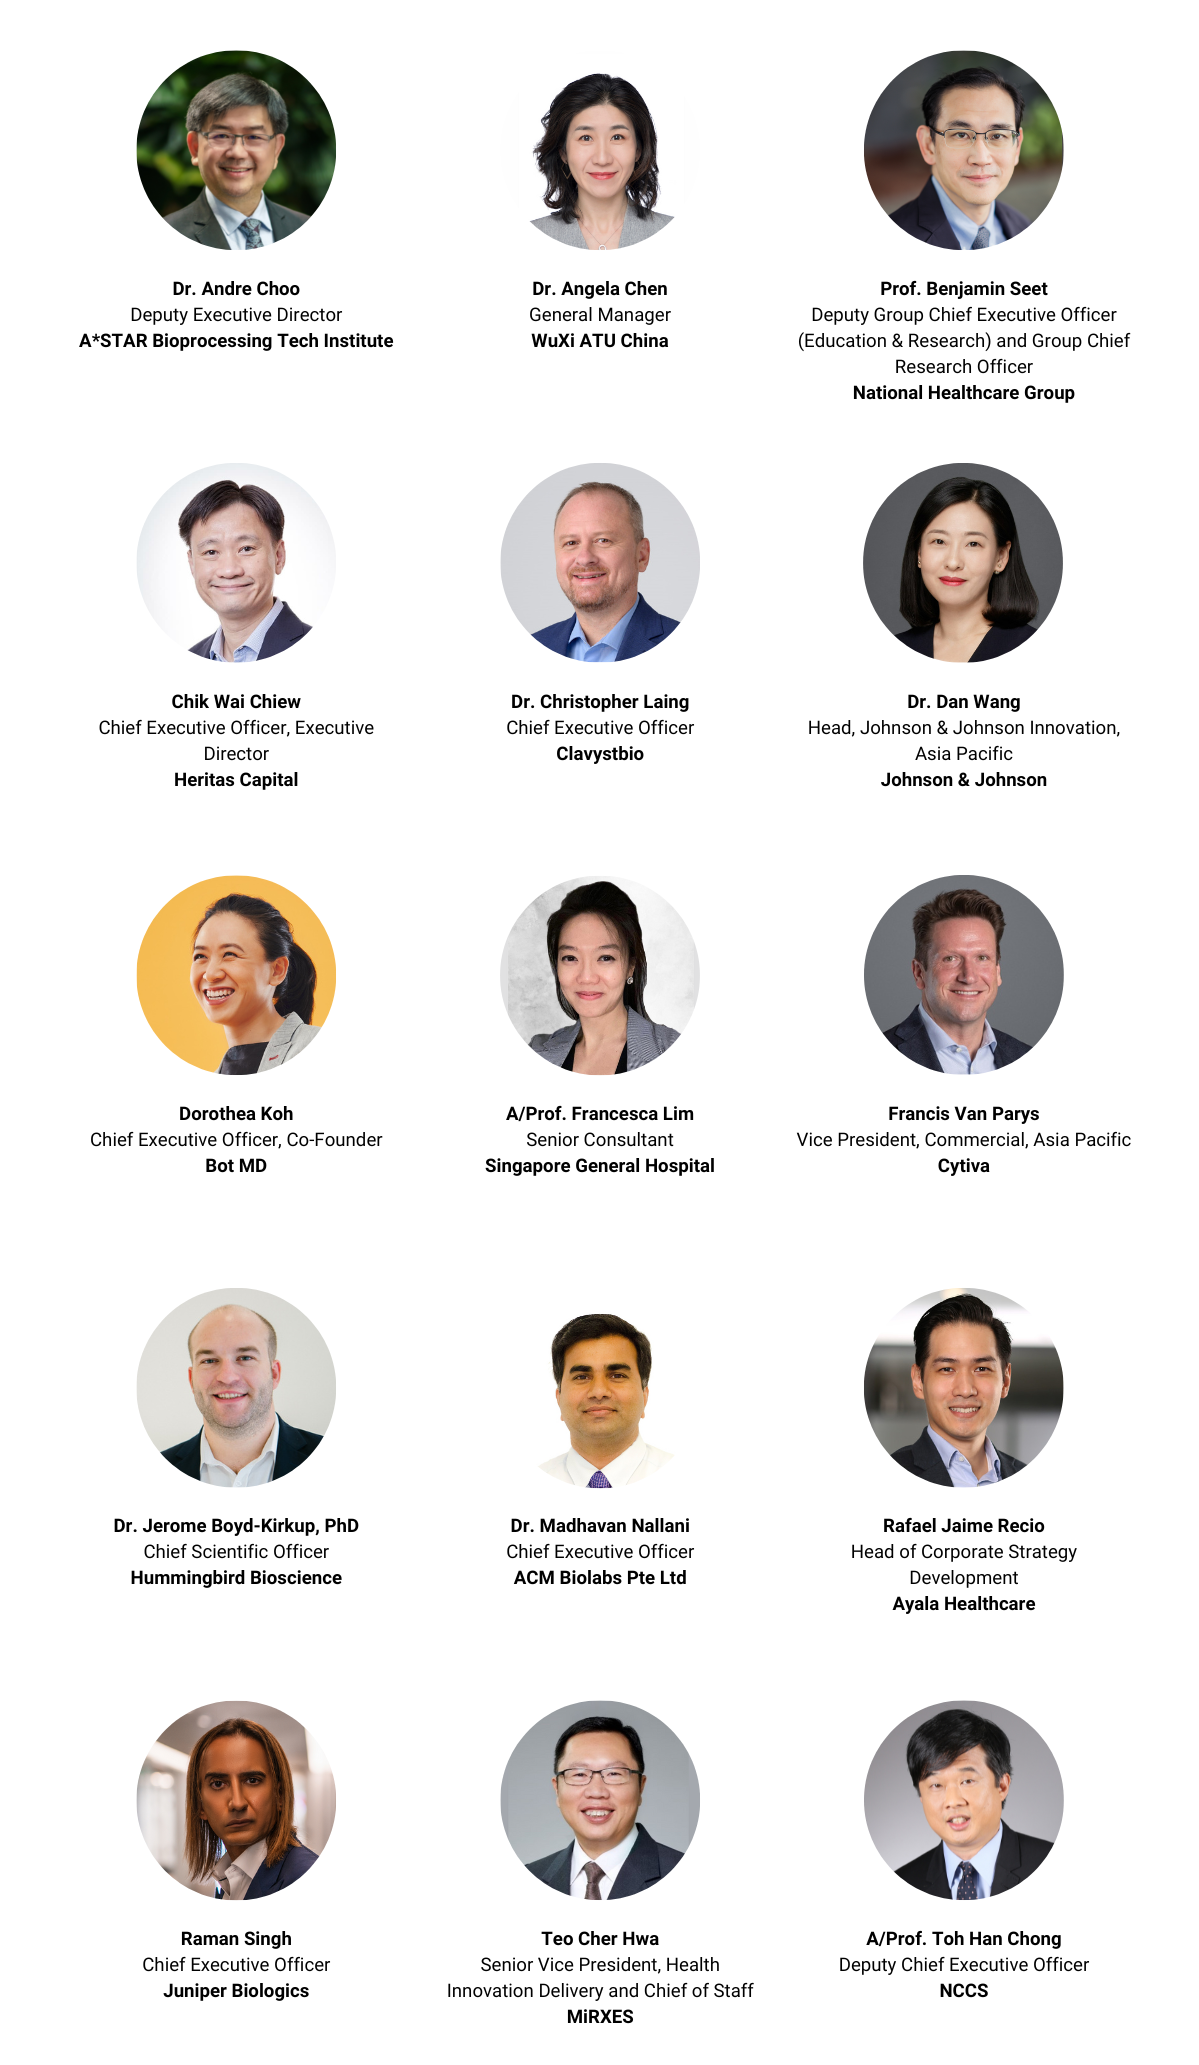 Dr. Andre Choo
Deputy Executive Director
A*STAR Bioprocessing Tech Institute
Dr. Angela Chen
General Manager
WuXi ATU China
Prof. Benjamin Seet
Deputy Group Chief Executive Officer
(Education & Research) and Group Chief
Research Officer
National Healthcare Group
Chik Wai Chiew
Chief Executive Officer, Executive
Director
Heritas Capital
Dr. Christopher Laing
Chief Executive Officer
Clavystbio
Dr. Dan Wang
Head, Johnson & Johnson Innovation,
Asia Pacific
Johnson & Johnson
Dorothea Koh
Chief Executive Officer, Co-Founder
Bot MD
A/Prof. Francesca Lim
Senior Consultant
Singapore General Hospital
Francis Van Parys
Vice President, Commercial, Asia Pacific
Cytiva
Dr. Jerome Boyd-Kirkup, PhD
Chief Scientific Officer
Hummingbird Bioscience
Dr. Madhavan Nallani
Chief Executive Officer
ACM Biolabs Pte Ltd
Rafael Jaime Recio
Head of Corporate Strategy
Development
Ayala Healthcare
Raman Singh
Chief Executive Officer
Juniper Biologics
Teo Cher Hwa
Senior Vice President, Health
Innovation Delivery and Chief of Staff
MiRXES
A/Prof. Toh Han Chong
Deputy Chief Executive Officer
NCCS